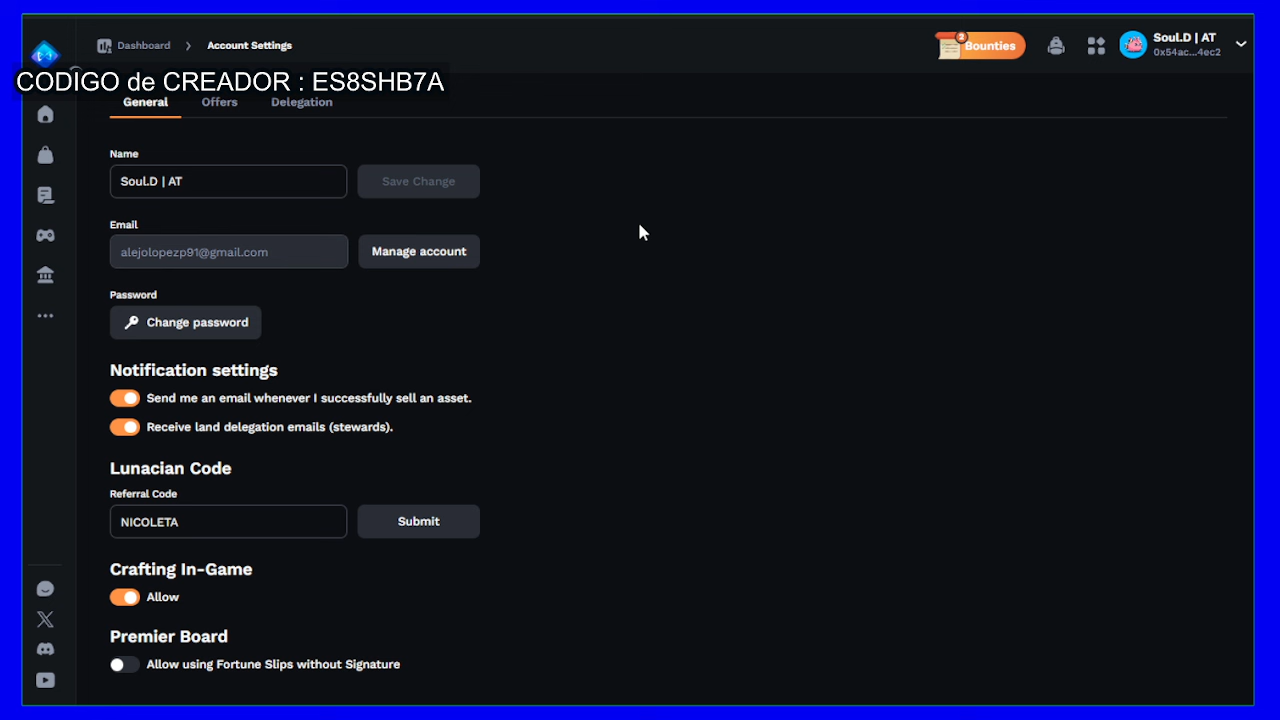 Dashboard > Account Settings
2
Bounties
Soul.D | AT
0x54ac...4ec2
CODIGO de CREADOR : ES8SHB7A
General Offers Delegation
Name
Soul.D | AT Save Change
Email
alejolopezp91@gmail.com Manage account
Password
Change password
Notification settings
Send me an email whenever I successfully sell an asset.
Receive land delegation emails (stewards).
Lunacian Code
Referral Code
NICOLETA Submit
Crafting In-Game
Allow
Premier Board
Allow using Fortune Slips without Signature